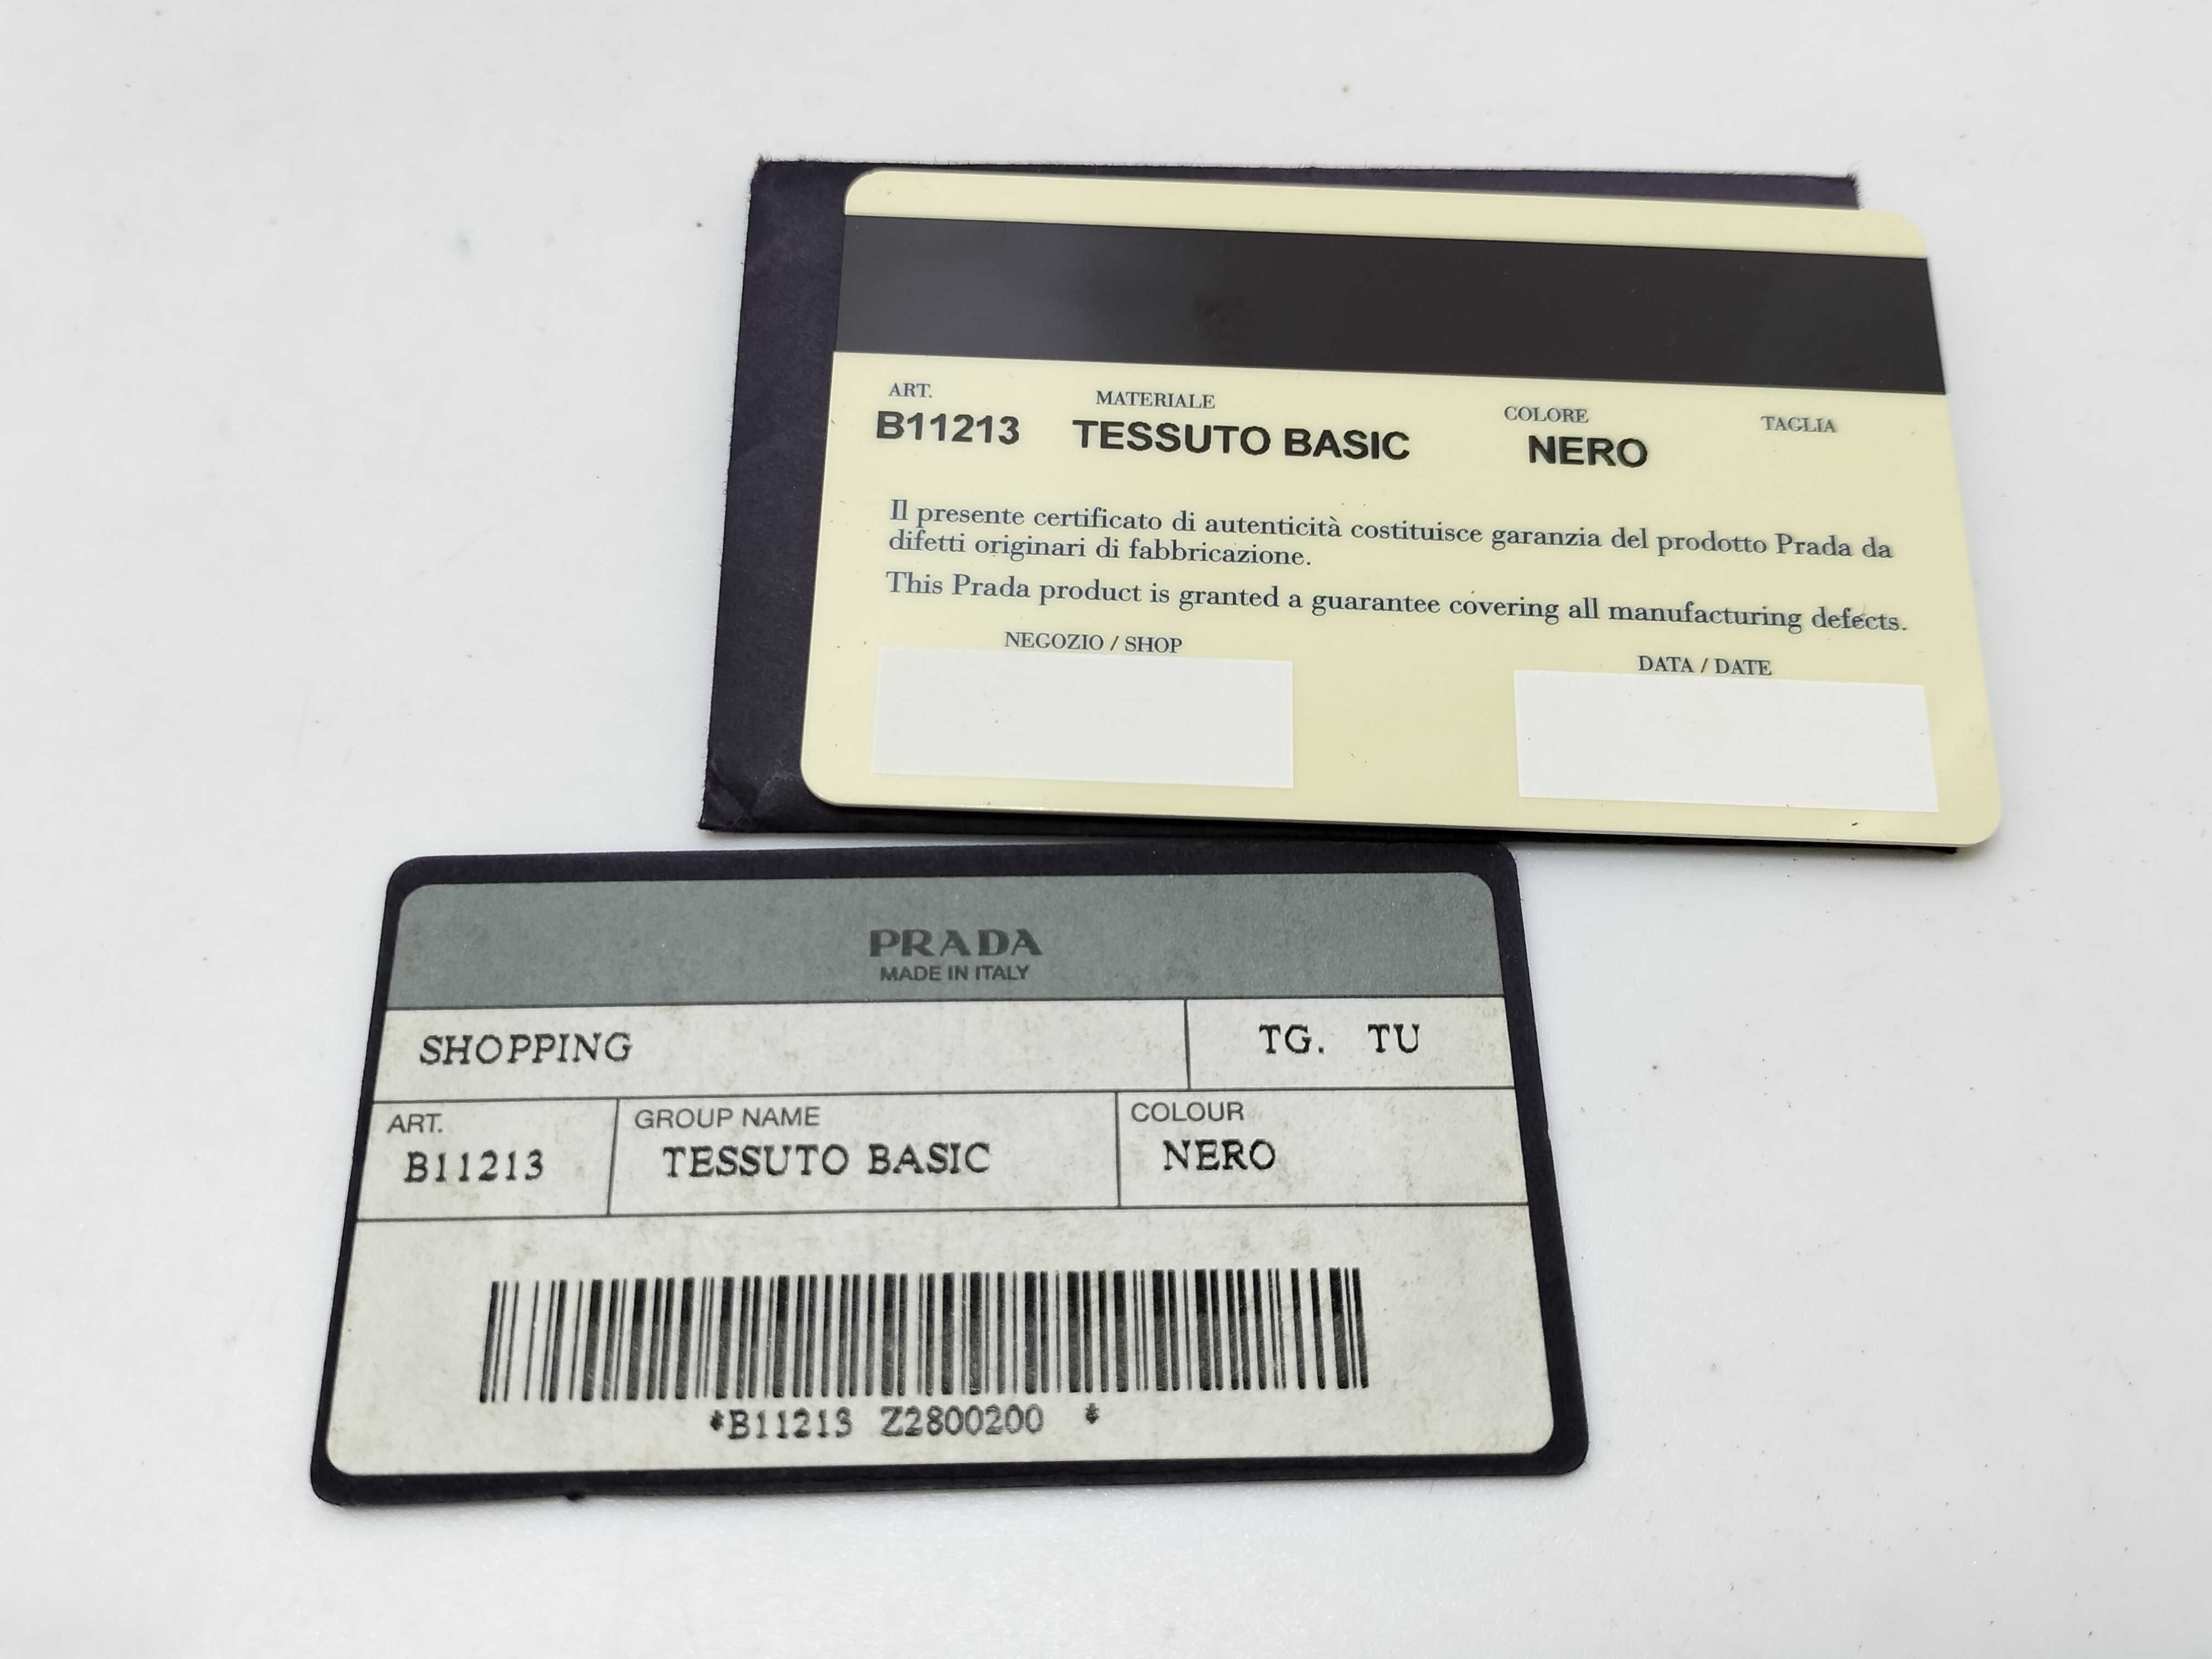 ART. MATERIALE COLORE TAGLIA
B11213 TESSUTO BASIC NERO
Il presente certificato di autenticità costituisce garanzia del prodotto Prada da
difetti originari di fabbricazione.
This Prada product is granted a guarantee covering all manufacturing defects.
NEGOZIO / SHOP DATA / DATE
PRADA
MADE IN ITALY
SHOPPING TG. TU
ART. GROUP NAME COLOUR
B11213 TESSUTO BASIC NERO
*B11213 Z2800200 *